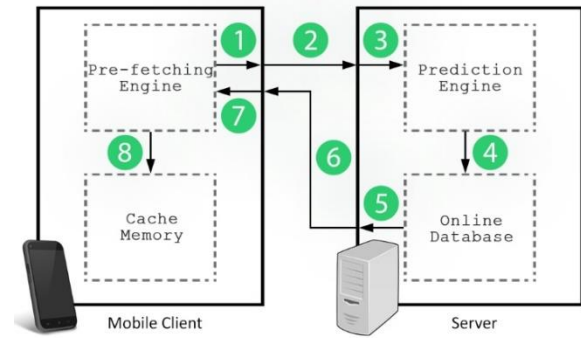 1
2
3
Pre-fetching
Engine
Prediction
Engine
7
8
6
4
Cache
Memory
5
Online
Database
Mobile Client
Server